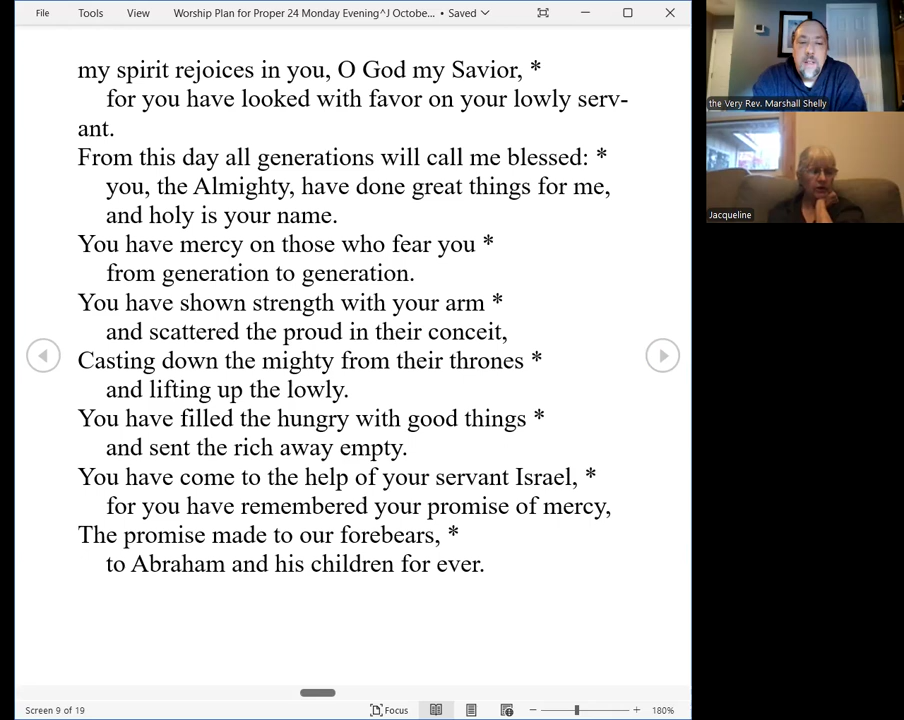 File Tools View Worship Plan for Proper 24 Monday Evening^J Octobe... • Saved
my spirit rejoices in you, O God my Savior, *
for you have looked with favor on your lowly serv-
ant.
From this day all generations will call me blessed: *
you, the Almighty, have done great things for me,
and holy is your name.
You have mercy on those who fear you *
from generation to generation.
You have shown strength with your arm *
and scattered the proud in their conceit,
Casting down the mighty from their thrones *
and lifting up the lowly.
You have filled the hungry with good things *
and sent the rich away empty.
You have come to the help of your servant Israel, *
for you have remembered your promise of mercy,
The promise made to our forebears, *
to Abraham and his children for ever.
Screen 9 of 19 Focus 180%
the Very Rev. Marshall Shelly
Jacqueline